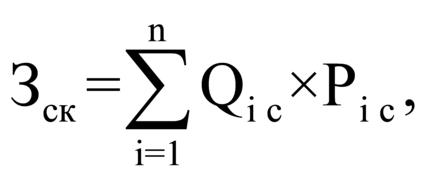 n
Зск = ∑ Qi c × Pi c,
i=1